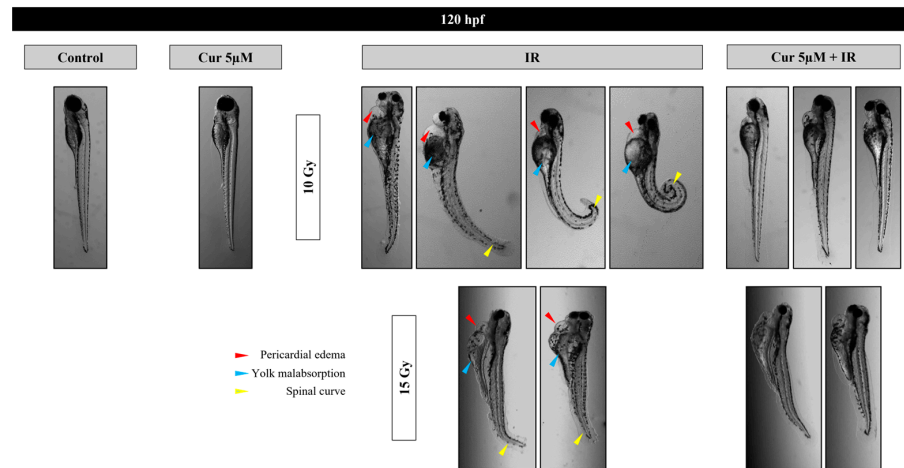 120 hpf
Control
Cur 5µM
IR
Cur 5µM + IR
10 Gy
Pericardial edema
Yolk malabsorption
Spinal curve
15 Gy